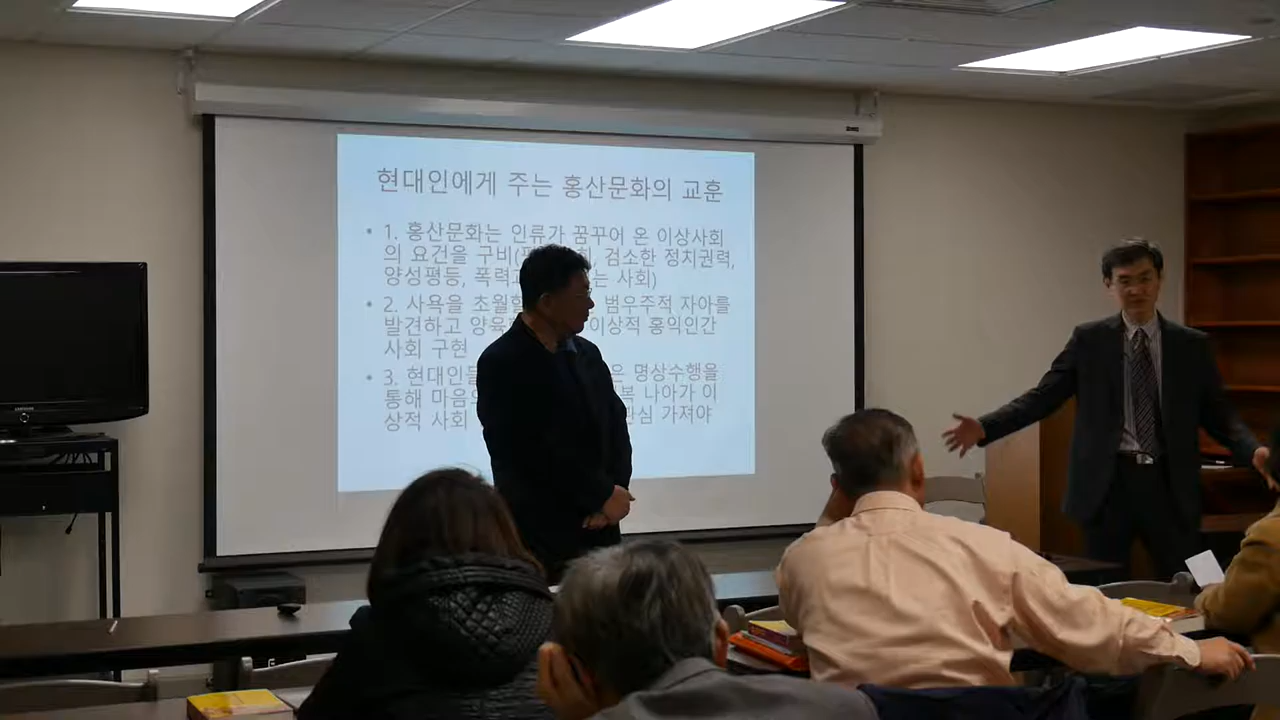 현대인에게 주는 홍산문화의 교훈
• 1. 홍산문화는 인류가 꿈꾸어 온 이상사회
의 요건을 구비( 검소한 정치권력,
양성평등, 폭력 는 사회)
• 2. 사욕을 초월 범우주적 자아를
발견하고 양육 이상적 홍익인간
사회 구현
• 3. 현대인들 은 명상수행을
통해 마음 나아가 이
상적 사회 관심 가져야
SAMSUNG